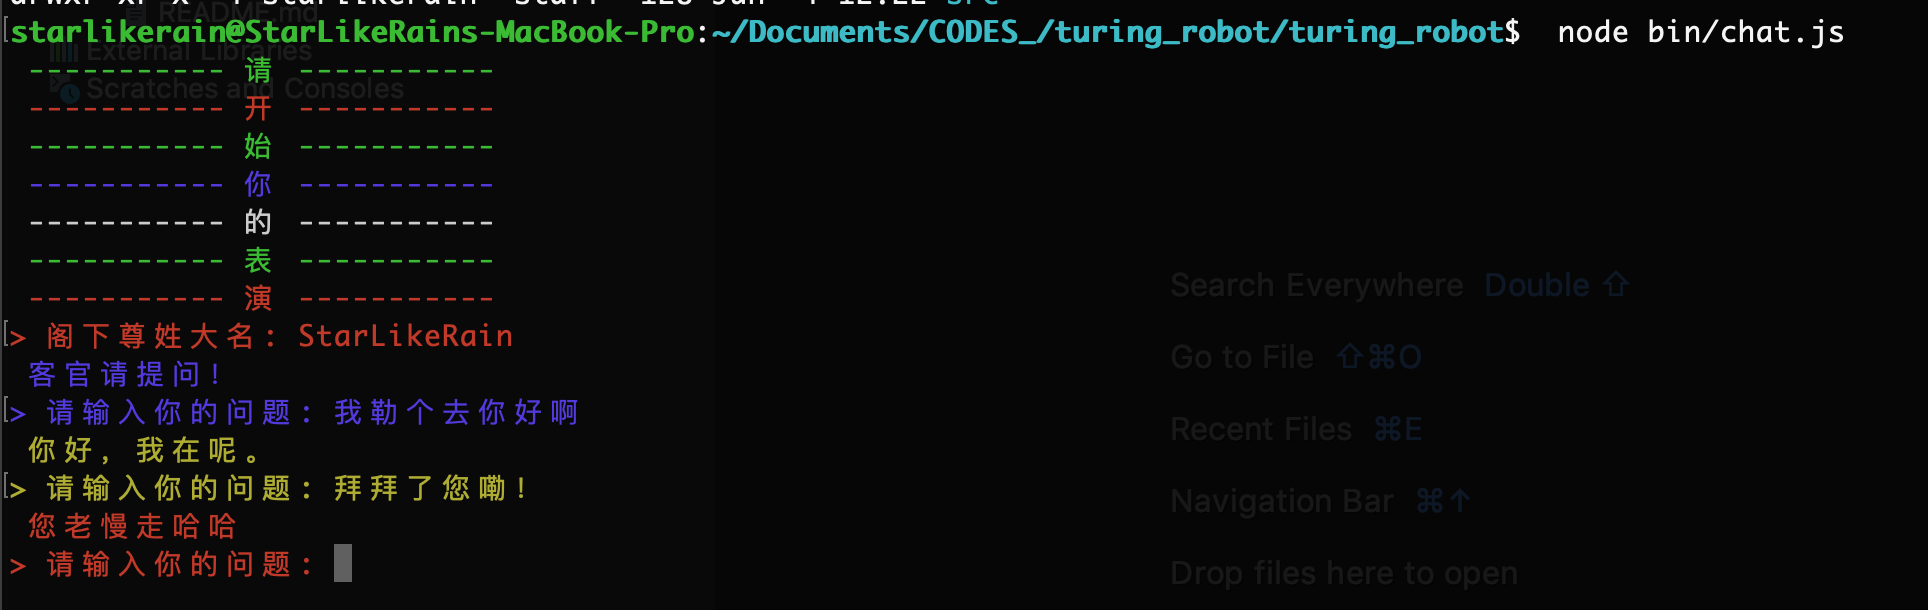 drwxr-xr-x   4 starlikerain  staff  128 Jun  4 12:22 src
starlikerain@StarLikeRains-MacBook-Pro:~/Documents/CODES_/turing_robot/turing_robot$  node bin/chat.js
----------- 请 -----------
----------- 开 -----------
----------- 始 -----------
----------- 你 -----------
----------- 的 -----------
----------- 表 -----------
----------- 演 -----------
> 阁下尊姓大名: StarLikeRain
客官请提问!
> 请输入你的问题: 我勒个去你好啊
你好, 我在呢。
> 请输入你的问题: 拜拜了您嘞!
您老慢走哈哈
> 请输入你的问题:
README.md
External Libraries
Scratches and Consoles
Search Everywhere Double ⇧
Go to File ⇧⌘O
Recent Files ⌘E
Navigation Bar ⌘↑
Drop files here to open